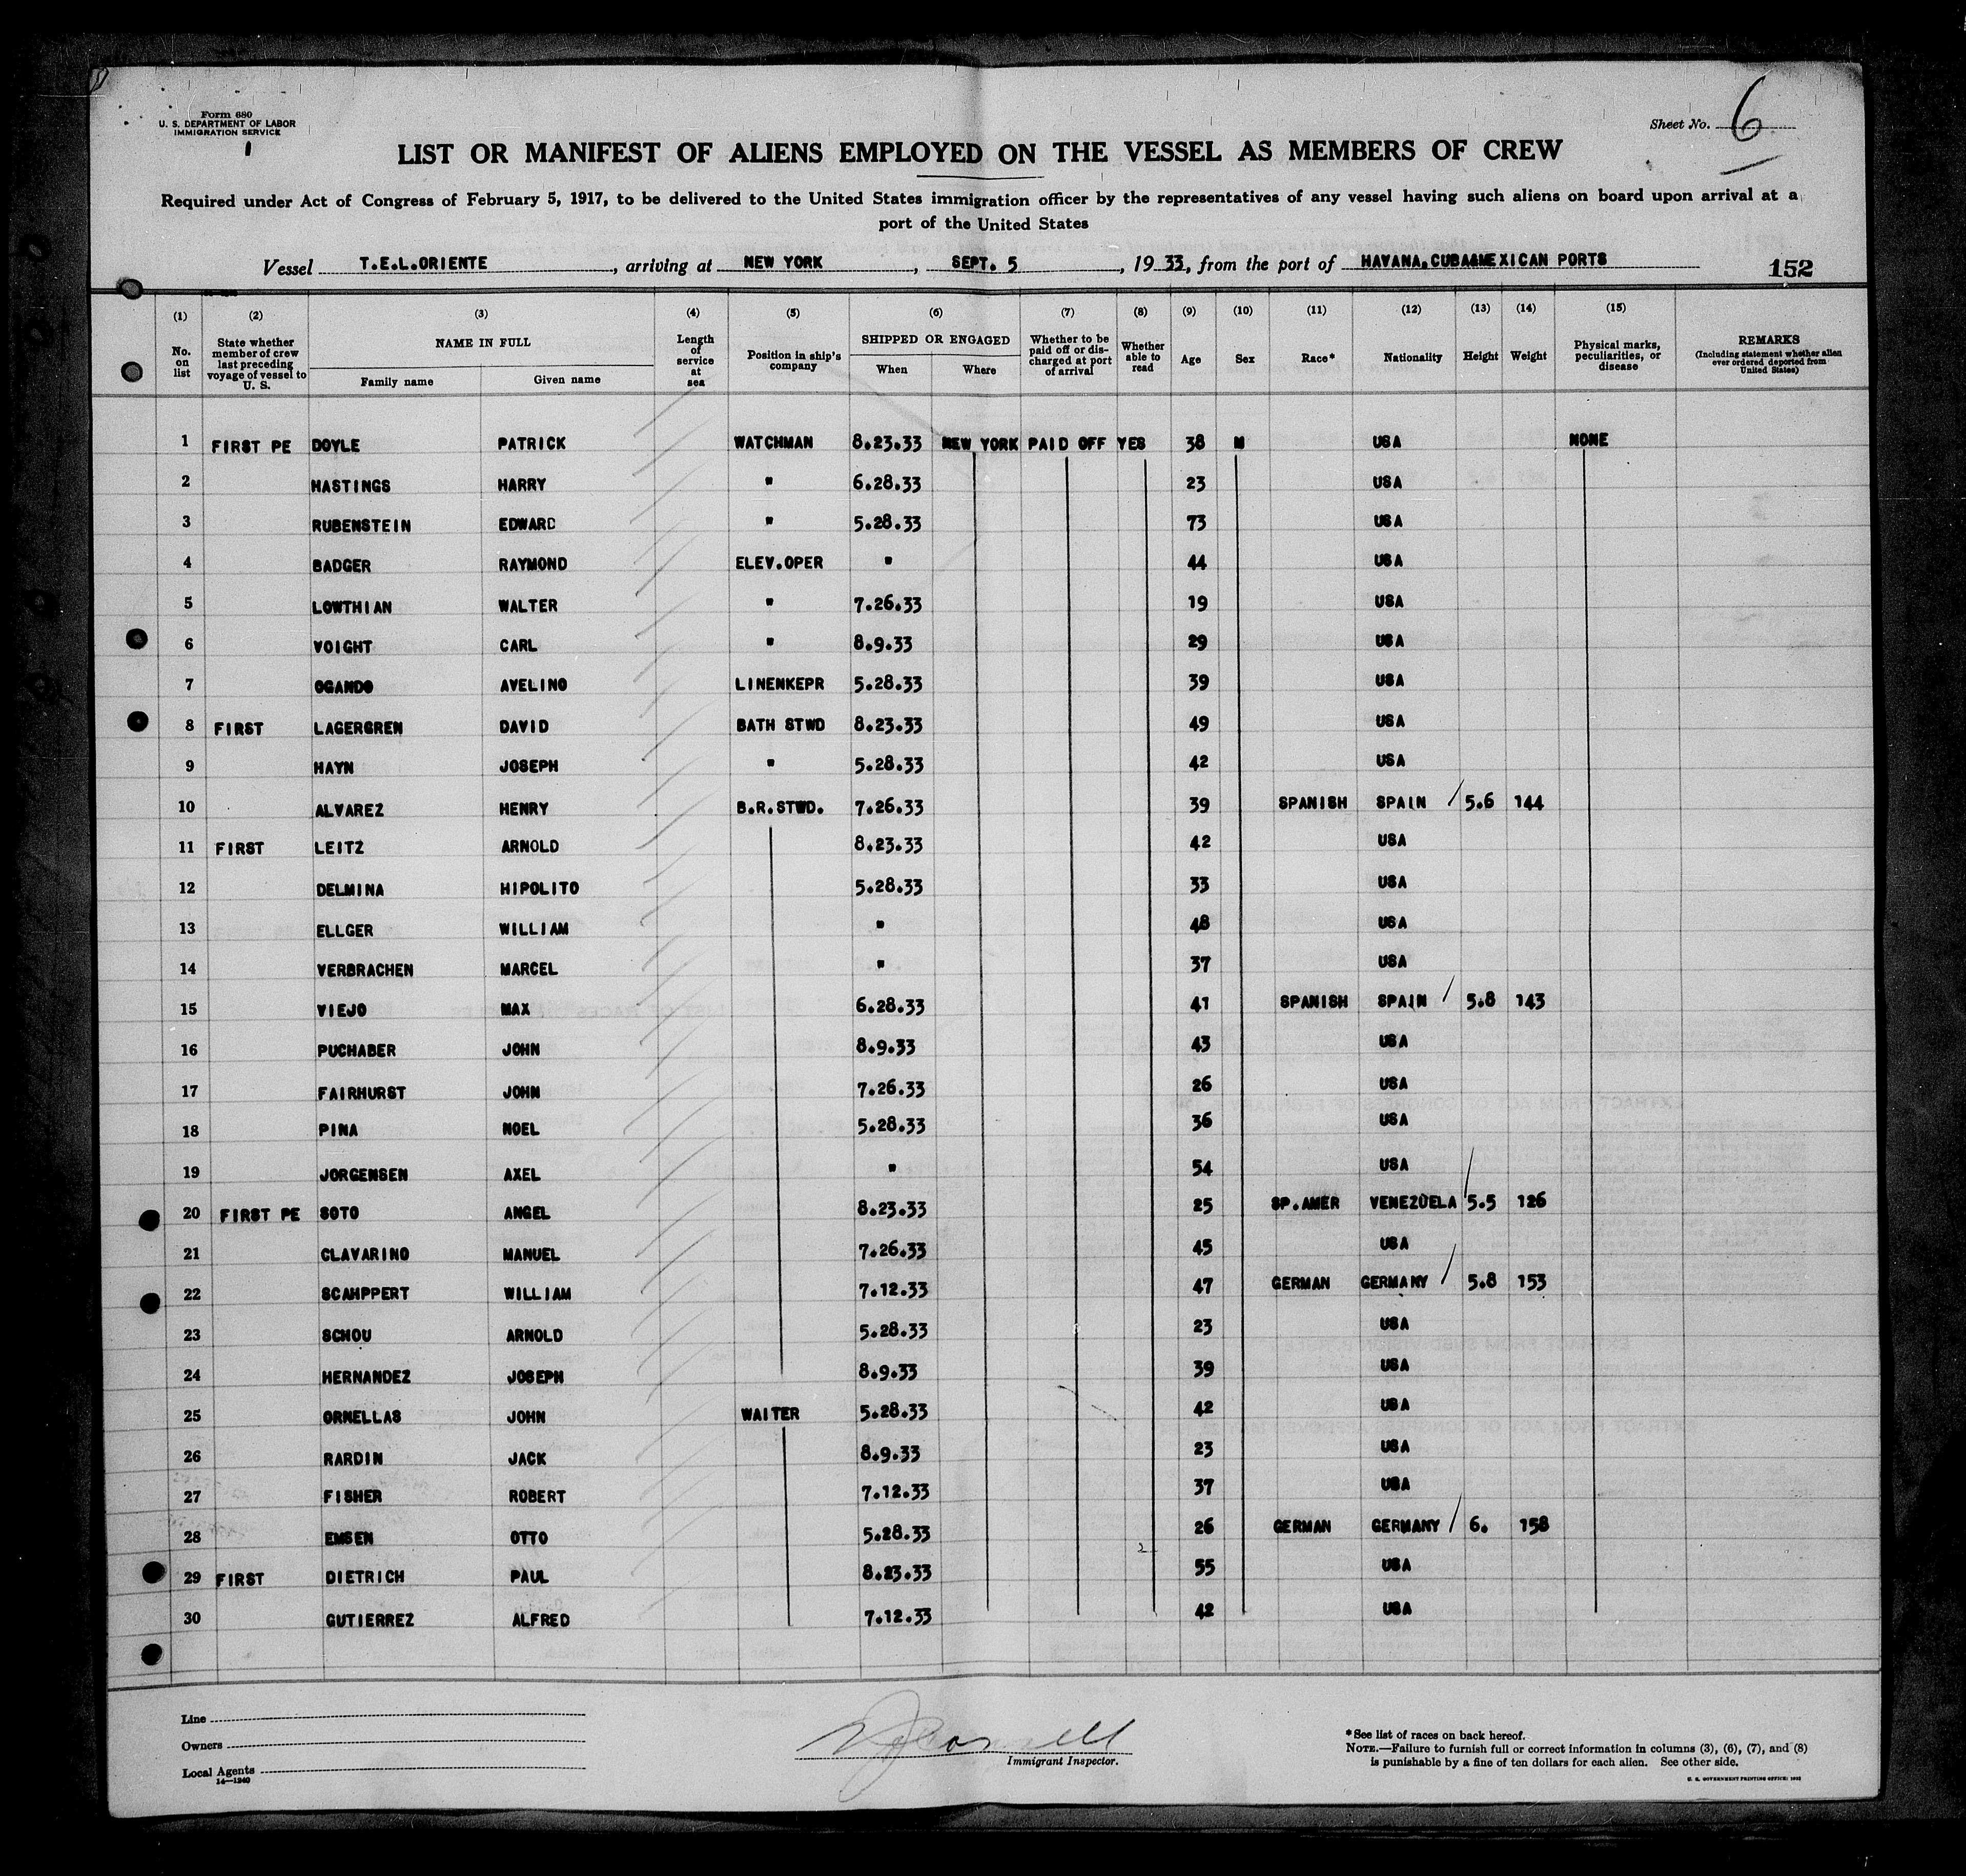 Form 680
U. S. DEPARTMENT OF LABOR
IMMIGRATION SERVICE
Sheet No. 6
LIST OR MANIFEST OF ALIENS EMPLOYED ON THE VESSEL AS MEMBERS OF CREW
Required under Act of Congress of February 5, 1917, to be delivered to the United States immigration officer by the representatives of any vessel having such aliens on board upon arrival at a
port of the United States
Vessel T.E.L.ORIENTE, arriving at NEW YORK, SEPT. 5, 1933, from the port of HAVANA,CUBA&MEXICAN PORTS 152
(1) (2) (3) (4) (5) (6) (7) (8) (9) (10) (11) (12) (13) (14) (15)
No. on list State whether member of crew last preceding voyage of vessel to U. S. NAME IN FULL Family name Given name Length of service at sea Position in ship's company SHIPPED OR ENGAGED When Where Whether to be paid off or discharged at port of arrival Whether able to read Age Sex Race* Nationality Height Weight Physical marks, peculiarities, or disease REMARKS (Including statement whether alien ever ordered deported from United States)
1 FIRST PE DOYLE PATRICK WATCHMAN 8.23.33 NEW YORK PAID OFF YES 38 M USA NONE
2 HASTINGS HARRY " 6.28.33 23 USA
3 RUBENSTEIN EDWARD " 5.28.33 73 USA
4 BADGER RAYMOND ELEV.OPER " 44 USA
5 LOWTHIAN WALTER " 7.26.33 19 USA
6 VOIGHT CARL " 8.9.33 29 USA
7 OGANDO AVELINO LINENKEPR 5.28.33 39 USA
8 FIRST LAGERGREN DAVID BATH STWD 8.23.33 49 USA
9 HAYN JOSEPH " 5.28.33 42 USA
10 ALVAREZ HENRY B.R.STWD. 7.26.33 39 SPANISH SPAIN / 5.6 144
11 FIRST LEITZ ARNOLD 8.23.33 42 USA
12 DELMINA HIPOLITO 5.28.33 33 USA
13 ELLGER WILLIAM " 48 USA
14 VERBRACHEN MARCEL " 37 USA
15 VIEJO MAX 6.28.33 41 SPANISH SPAIN / 5.8 143
16 PUCHABER JOHN 8.9.33 43 USA
17 FAIRHURST JOHN 7.26.33 26 USA
18 PINA NOEL 5.28.33 36 USA
19 JORGENSEN AXEL " 54 USA
20 FIRST PE SOTO ANGEL 8.23.33 25 SP.AMER VENEZUELA / 5.5 126
21 CLAVARINO MANUEL 7.26.33 45 USA
22 SCAHPPERT WILLIAM 7.12.33 47 GERMAN GERMANY / 5.8 153
23 SCHOU ARNOLD 5.28.33 23 USA
24 HERNANDEZ JOSEPH 8.9.33 39 USA
25 ORNELLAS JOHN WAITER 5.28.33 42 USA
26 RARDIN JACK 8.9.33 23 USA
27 FISHER ROBERT 7.12.33 37 USA
28 EMSEN OTTO 5.28.33 26 GERMAN GERMANY / 6. 158
29 FIRST DIETRICH PAUL 8.23.33 55 USA
30 GUTIERREZ ALFRED 7.12.33 42 USA
Line
Owners
Local Agents
14—1240
Immigrant Inspector.
*See list of races on back hereof.
NOTE.—Failure to furnish full or correct information in columns (3), (6), (7), and (8)
is punishable by a fine of ten dollars for each alien. See other side.
U. S. GOVERNMENT PRINTING OFFICE: 1932